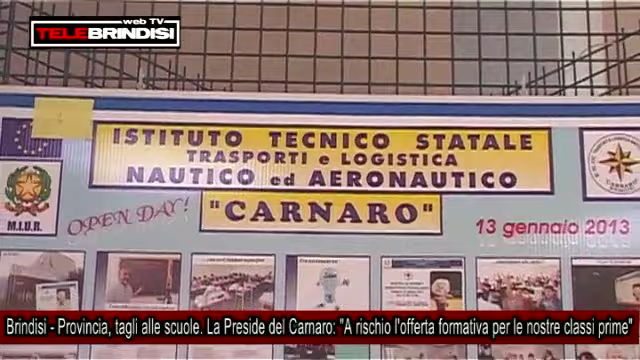 web TV
TELEBRINDISI
ISTITUTO TECNICO STATALE
TRASPORTI e LOGISTICA
NAUTICO ed AERONAUTICO
"CARNARO"
M.I.U.R.
OPEN DAY!
13 gennaio 2013
Brindisi - Provincia, tagli alle scuole. La Preside del Carnaro: "A rischio l'offerta formativa per le nostre classi prime"